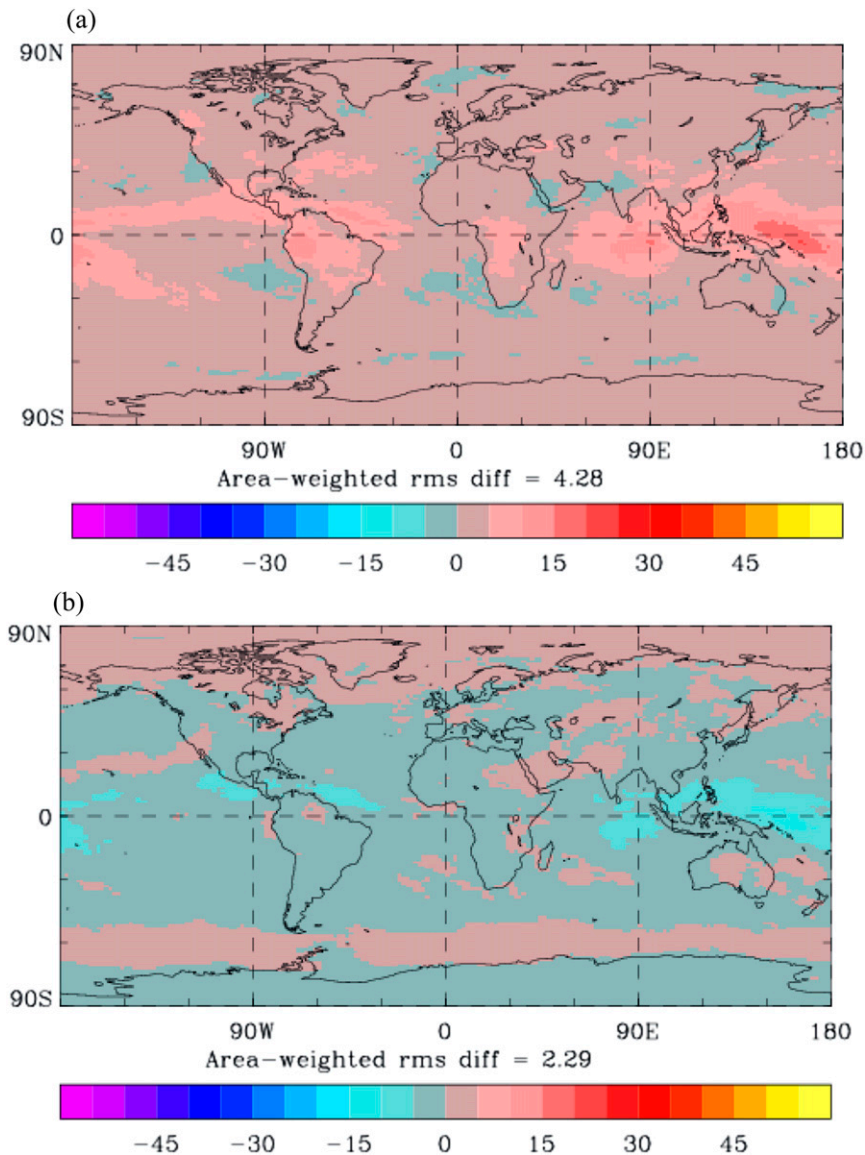 (a)
90N
0
90S
90W 0 90E 180
Area-weighted rms diff = 4.28
-45 -30 -15 0 15 30 45
(b)
90N
0
90S
90W 0 90E 180
Area-weighted rms diff = 2.29
-45 -30 -15 0 15 30 45